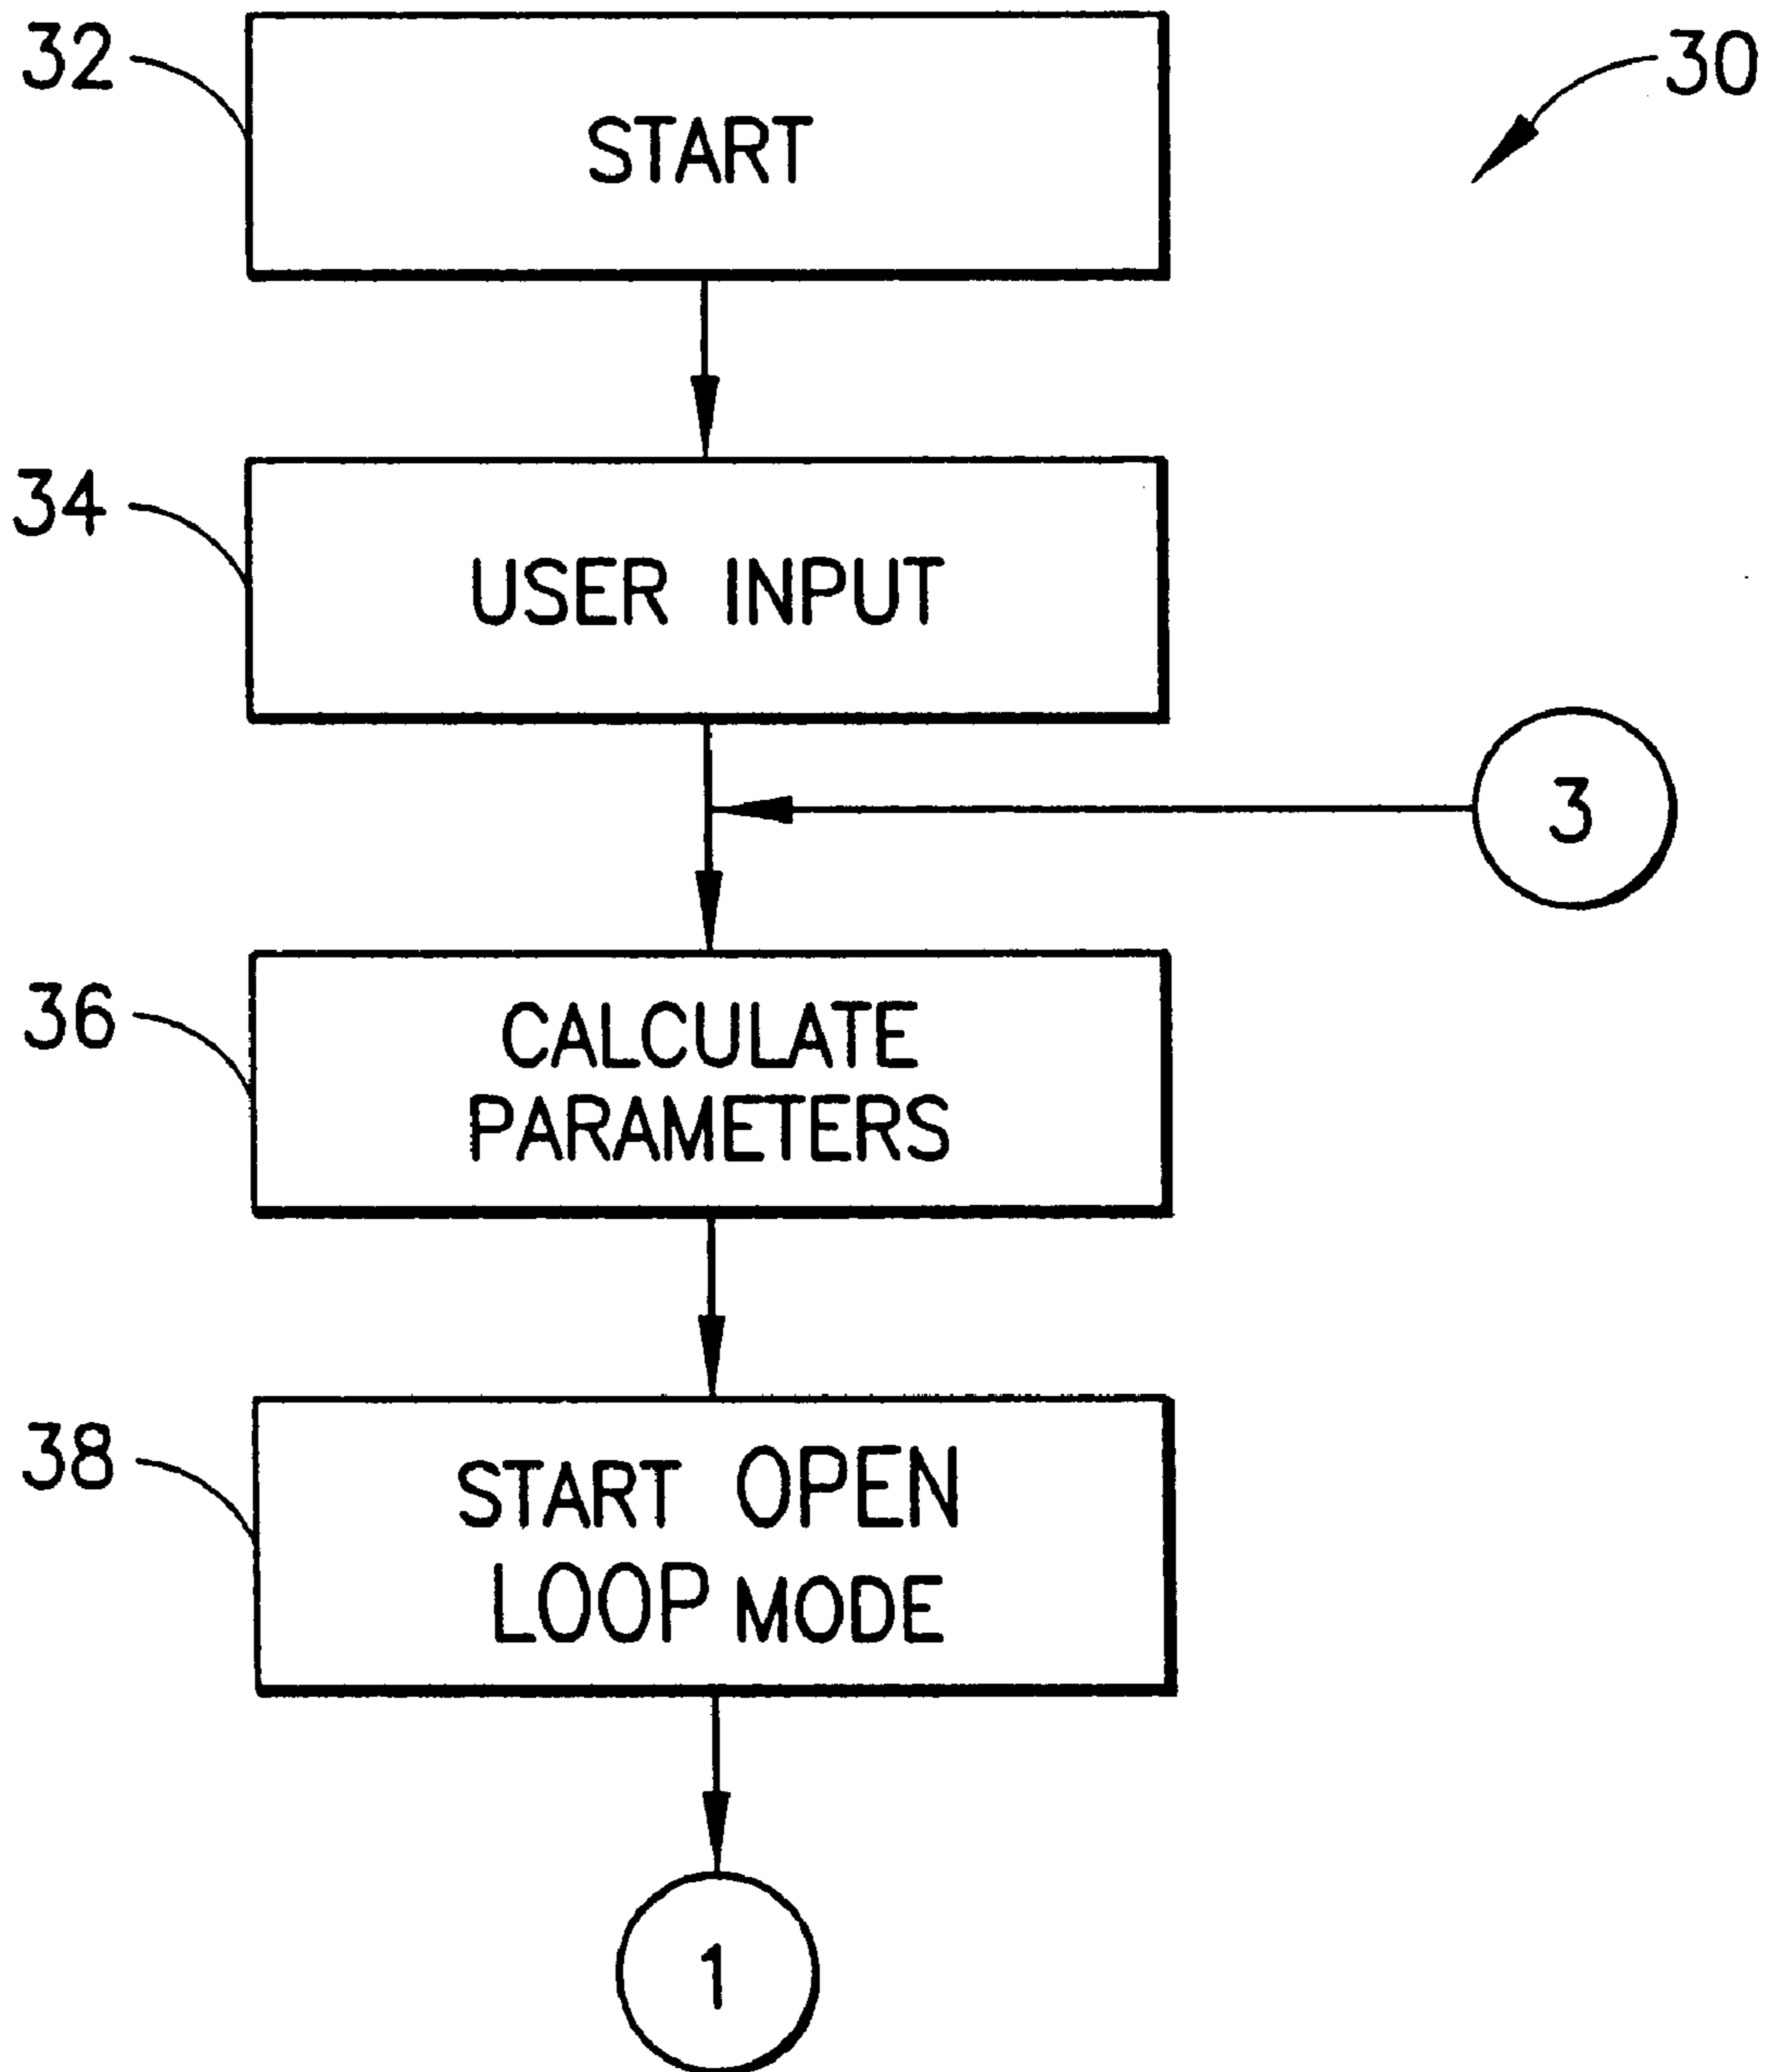 32
30
START
34
USER INPUT
3
36
CALCULATE
PARAMETERS
38
START OPEN
LOOP MODE
1